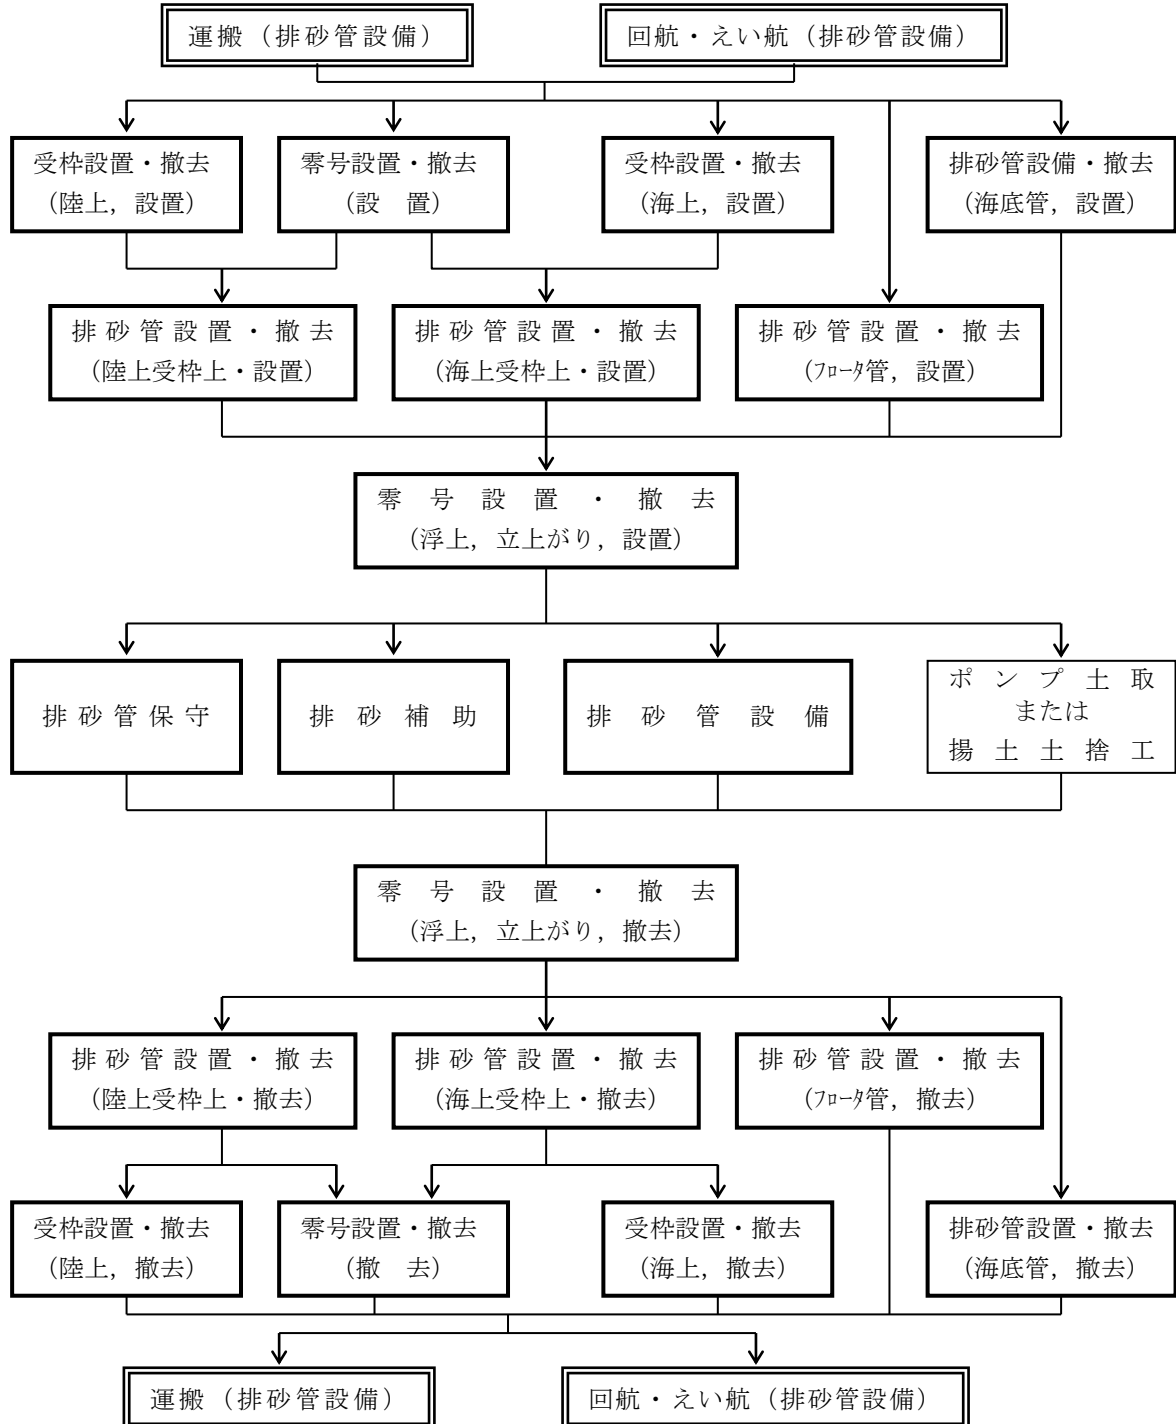 運搬（排砂管設備）
回航・えい航（排砂管設備）
受枠設置・撤去
(陸上，設置)
零号設置・撤去
(設　置)
受枠設置・撤去
(海上，設置)
排砂管設備・撤去
(海底管，設置)
排砂管設置・撤去
(陸上受枠上・設置)
排砂管設置・撤去
(海上受枠上・設置)
排砂管設置・撤去
(ﾌﾛｰﾀ管，設置)
零号設置・撤去
(浮上，立上がり，設置)
排砂管保守
排砂補助
排砂管設備
ポンプ土取
または
揚土土捨工
零号設置・撤去
(浮上，立上がり，撤去)
排砂管設置・撤去
(陸上受枠上・撤去)
排砂管設置・撤去
(海上受枠上・撤去)
排砂管設置・撤去
(ﾌﾛｰﾀ管，撤去)
受枠設置・撤去
(陸上，撤去)
零号設置・撤去
(撤　去)
受枠設置・撤去
(海上，撤去)
排砂管設置・撤去
(海底管，撤去)
運搬（排砂管設備）
回航・えい航（排砂管設備）